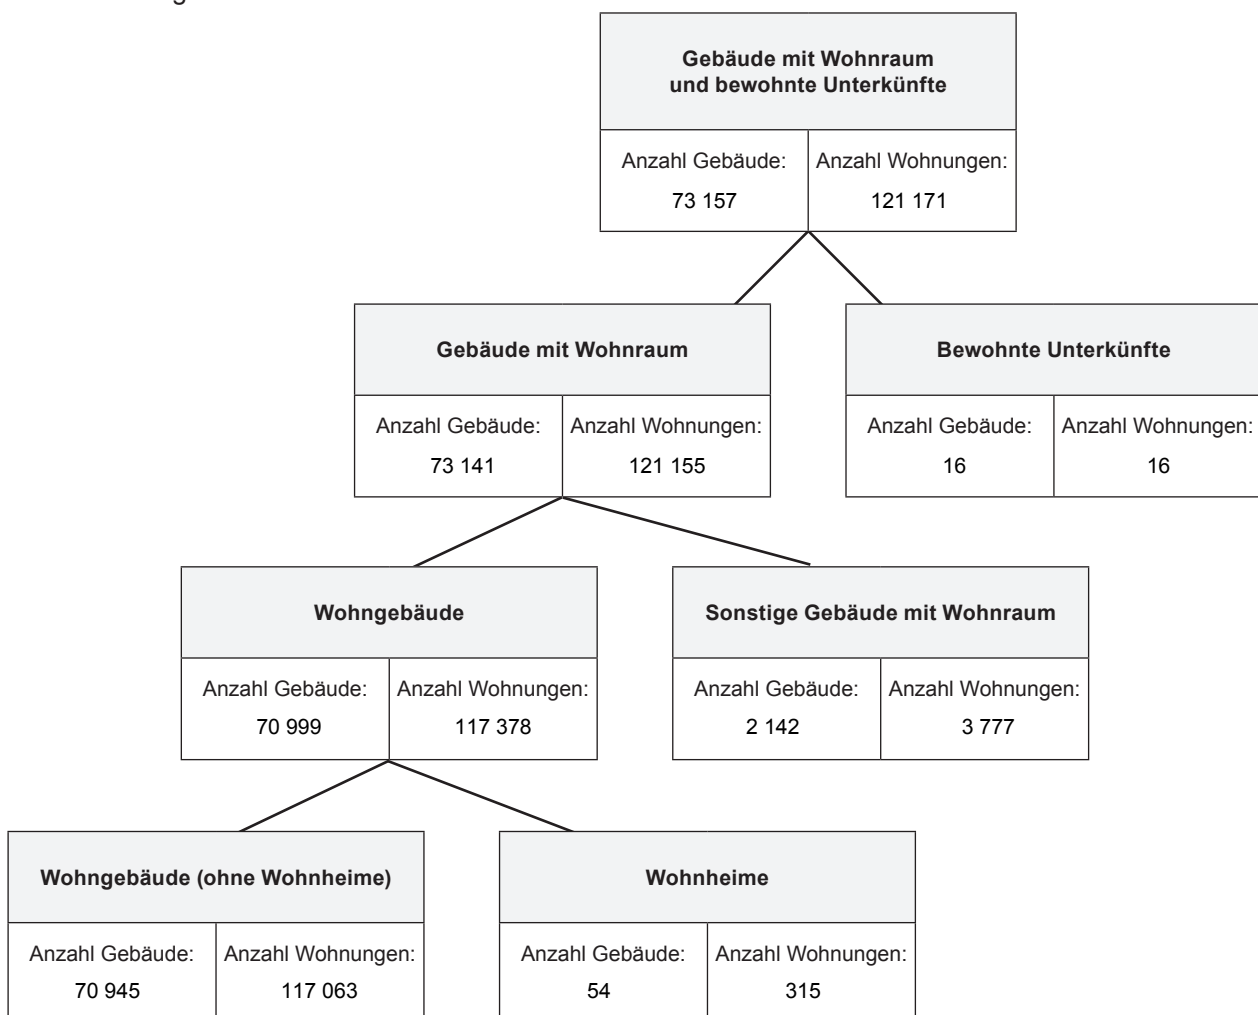 Gebäude mit Wohnraum
und bewohnte Unterkünfte
Anzahl Gebäude: Anzahl Wohnungen:
73 157 121 171
Gebäude mit Wohnraum Bewohnte Unterkünfte
Anzahl Gebäude: Anzahl Wohnungen: Anzahl Gebäude: Anzahl Wohnungen:
73 141 121 155 16 16
Wohngebäude Sonstige Gebäude mit Wohnraum
Anzahl Gebäude: Anzahl Wohnungen: Anzahl Gebäude: Anzahl Wohnungen:
70 999 117 378 2 142 3 777
Wohngebäude (ohne Wohnheime) Wohnheime
Anzahl Gebäude: Anzahl Wohnungen: Anzahl Gebäude: Anzahl Wohnungen:
70 945 117 063 54 315